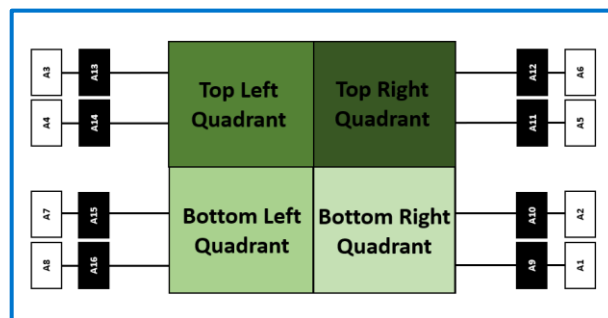 A3
A13
Top Left
Quadrant
Top Right
Quadrant
A12
A6
A4
A14
A11
A5
A7
A15
Bottom Left
Quadrant
Bottom Right
Quadrant
A10
A2
A8
A16
A9
A1